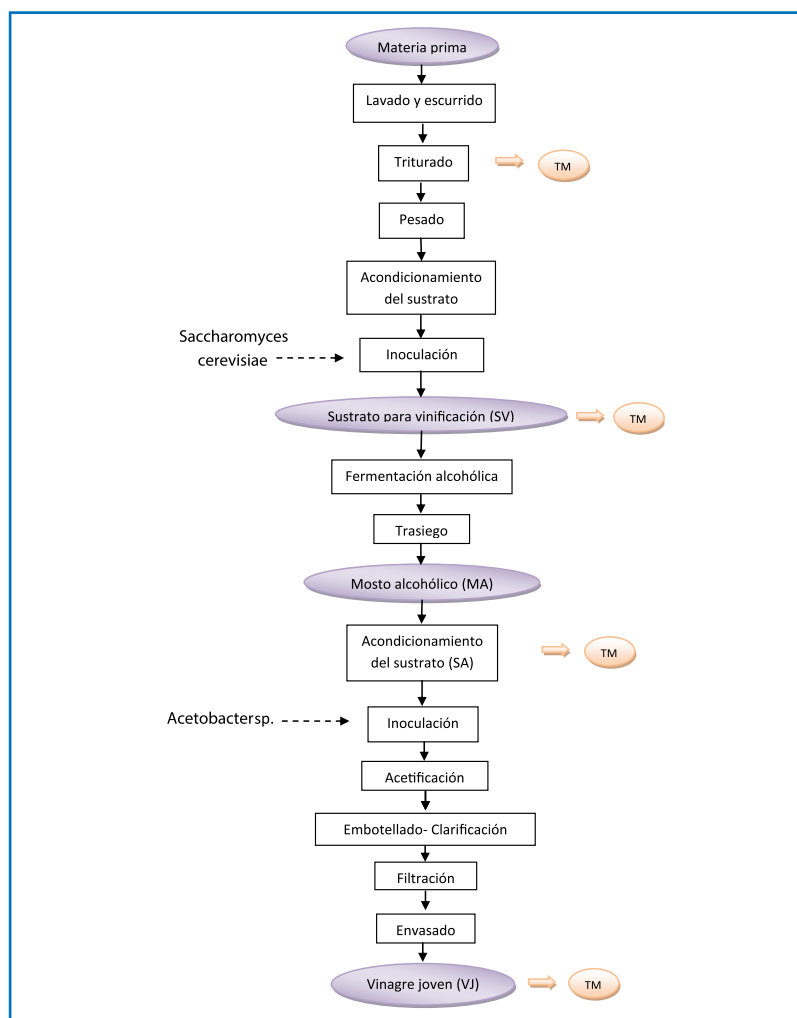 Materia prima
Lavado y escurrido
Triturado
TM
Pesado
Acondicionamiento
del sustrato
Saccharomyces
cerevisiae
Inoculación
Sustrato para vinificación (SV)
TM
Fermentación alcohólica
Trasiego
Mosto alcohólico (MA)
Acondicionamiento
del sustrato (SA)
TM
Acetobactersp.
Inoculación
Acetificación
Embotellado- Clarificación
Filtración
Envasado
Vinagre joven (VJ)
TM